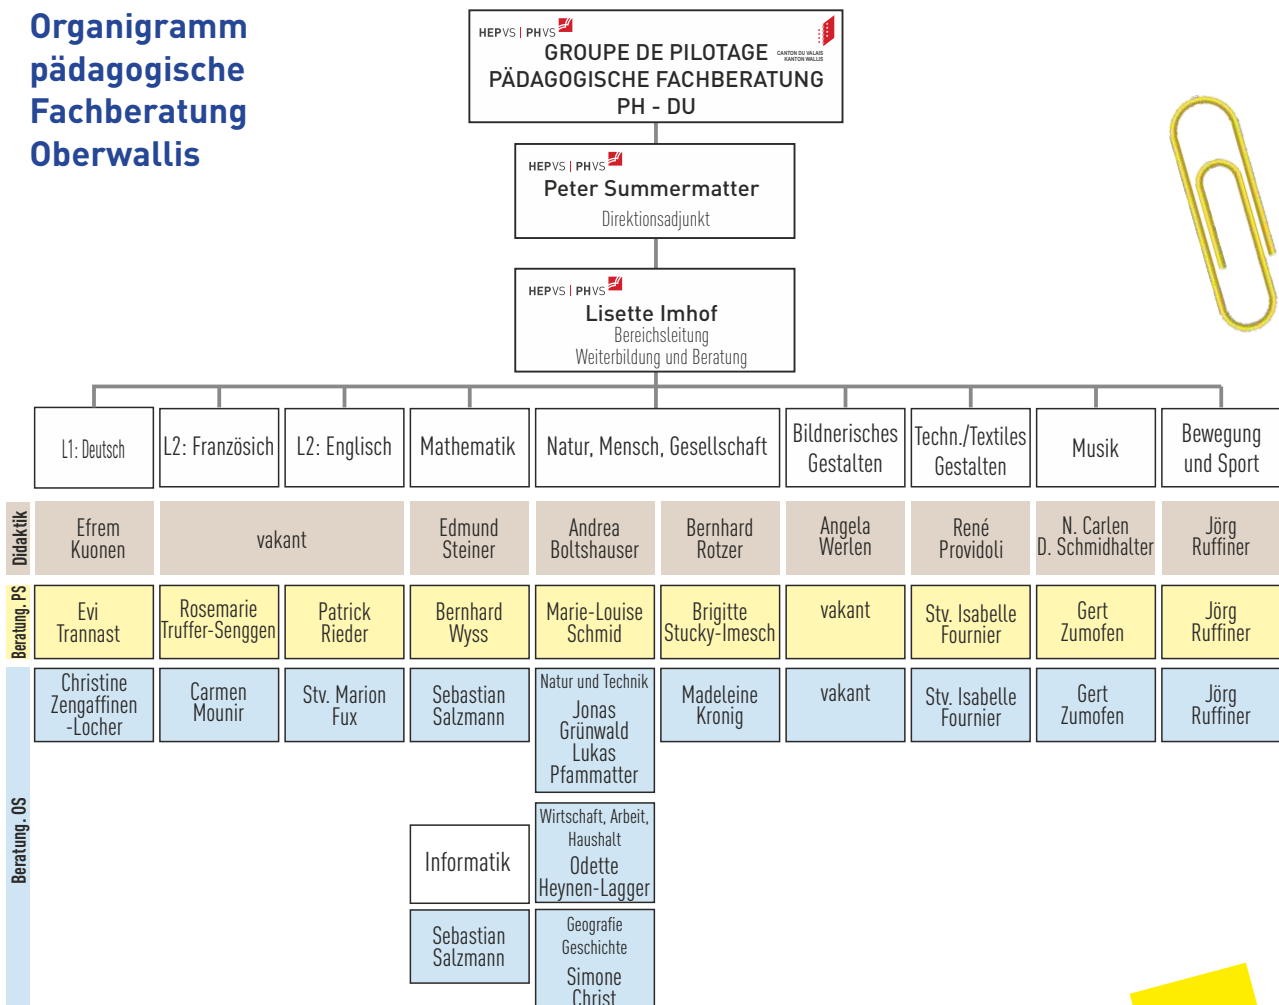 Organigramm
pädagogische
Fachberatung
Oberwallis
HEPVS | PHVS
CANTON DU VALAIS
KANTON WALLIS
GROUPE DE PILOTAGE
PÄDAGOGISCHE FACHBERATUNG
PH - DU
HEPVS | PHVS
Peter Summermatter
Direktionsadjunkt
HEPVS | PHVS
Lisette Imhof
Bereichsleitung
Weiterbildung und Beratung
L1: Deutsch
L2: Französich
L2: Englisch
Mathematik
Natur, Mensch, Gesellschaft
Bildnerisches
Gestalten
Techn./Textiles
Gestalten
Musik
Bewegung
und Sport
Didaktik
Efrem
Kuonen
vakant
Edmund
Steiner
Andrea
Boltshauser
Bernhard
Rotzer
Angela
Werlen
René
Providoli
N. Carlen
D. Schmidhalter
Jörg
Ruffiner
Beratung. PS
Evi
Trannast
Rosemarie
Truffer-Senggen
Patrick
Rieder
Bernhard
Wyss
Marie-Louise
Schmid
Brigitte
Stucky-Imesch
vakant
Stv. Isabelle
Fournier
Gert
Zumofen
Jörg
Ruffiner
Beratung. OS
Christine
Zengaffinen
-Locher
Carmen
Mounir
Stv. Marion
Fux
Sebastian
Salzmann
Natur und Technik
Jonas
Grünwald
Lukas
Pfammatter
Madeleine
Kronig
vakant
Stv. Isabelle
Fournier
Gert
Zumofen
Jörg
Ruffiner
Informatik
Wirtschaft, Arbeit,
Haushalt
Odette
Heynen-Lagger
Sebastian
Salzmann
Geografie
Geschichte
Simone
Christ